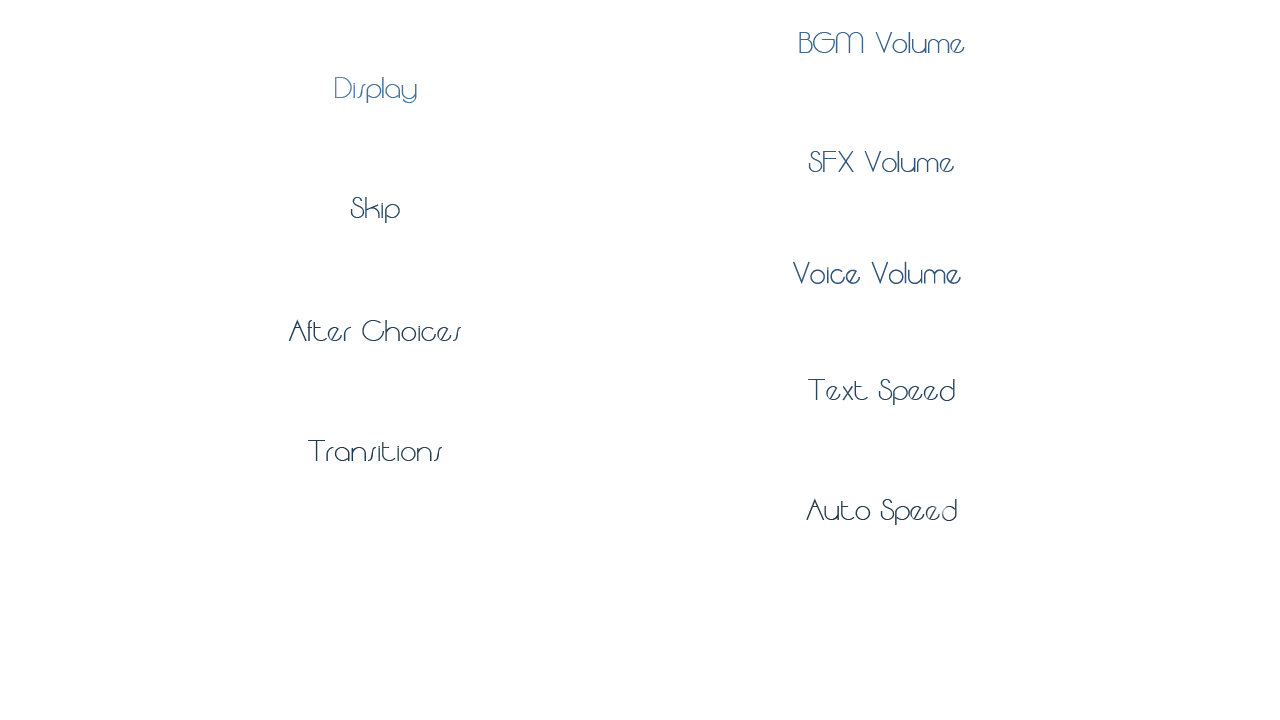 Display
Skip
After Choices
Transitions
BGM Volume
SFX Volume
Voice Volume
Text Speed
Auto Speed